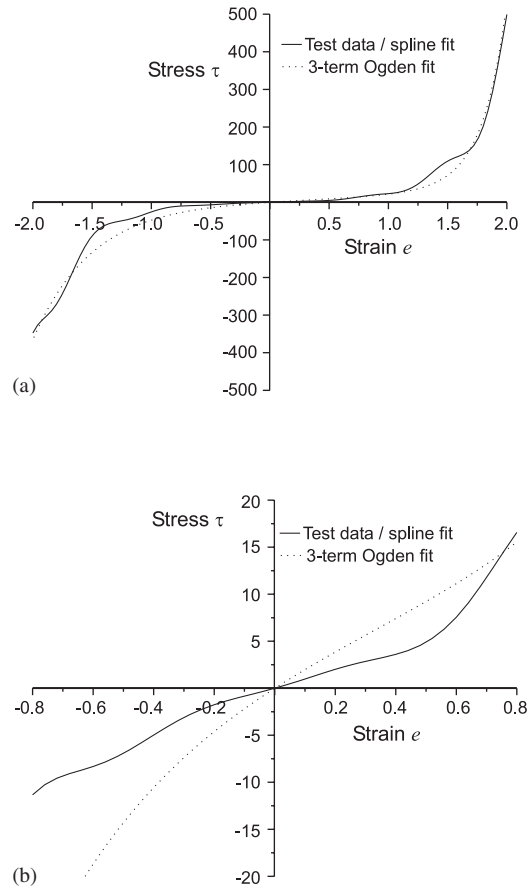 500
Stress τ
Test data / spline fit
3-term Ogden fit
400
300
200
100
-2.0 -1.5 -1.0 -0.5 0.5 1.0 1.5 2.0
Strain e
-100
-200
-300
-400
-500
(a)
20
Stress τ
Test data / spline fit
3-term Ogden fit
15
10
5
-0.8 -0.6 -0.4 -0.2 0 0.2 0.4 0.6 0.8
Strain e
-5
-10
-15
-20
(b)